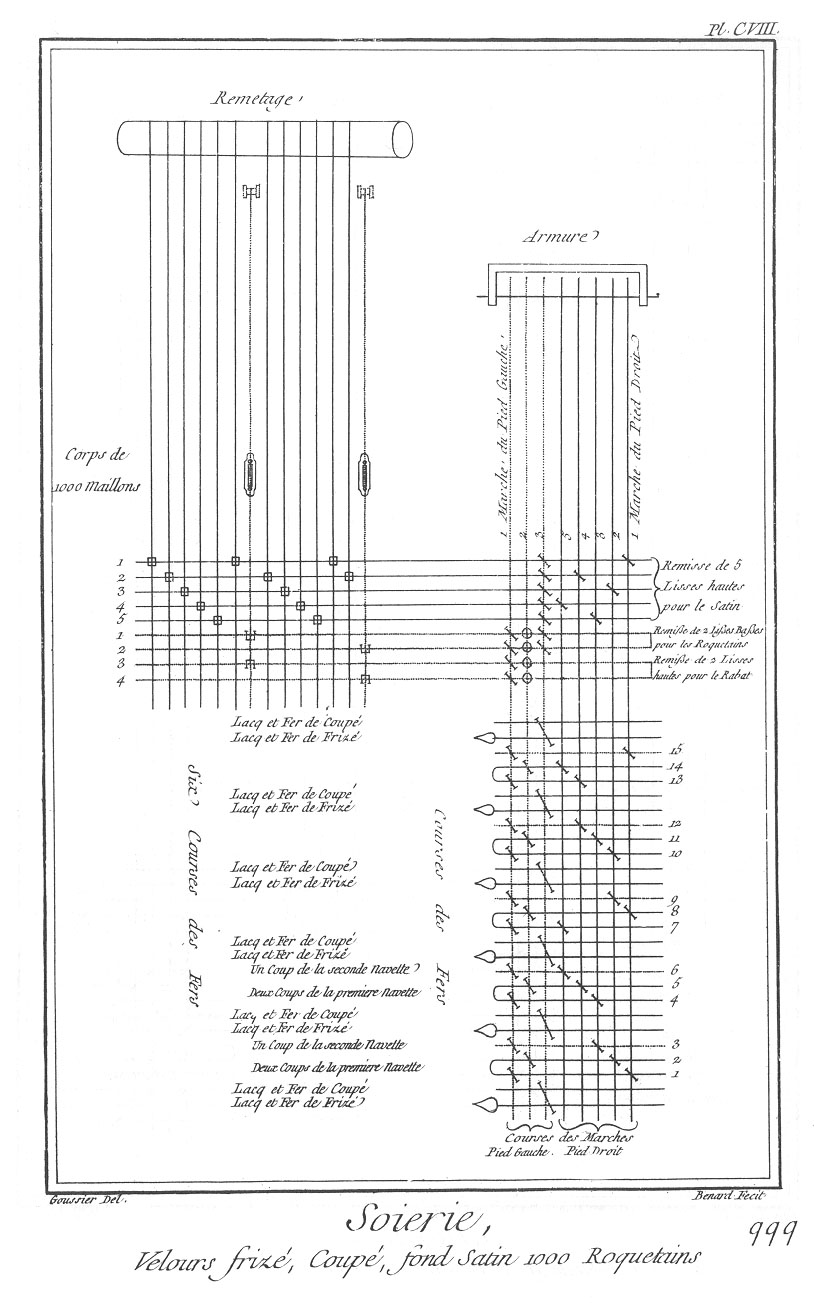 Pl. CVIII.
Remetage
Armure
1 Marche du Pied Gauche
2
3
5
4
3
2
1 Marche du Pied Droit
Corps de
1000 Maillons
1
2
3
4
5
1
2
3
4
Remisse de 5
Lisses hautes
pour le Satin
Remisse de 2 Lisses Basses
pour les Roquetains
Remisse de 2 Lisses
hautes pour le Rabat
Lacq et Fer de Coupé
Lacq et Fer de Frizé
15
14
13
Lacq et Fer de Coupé
Lacq et Fer de Frizé
12
11
10
Lacq et Fer de Coupé
Lacq et Fer de Frizé
9
8
7
Lacq et Fer de Coupé
Lacq et Fer de Frizé
Un Coup de la seconde Navette
6
5
Deux Coups de la premiere Navette
4
Lacq et Fer de Coupé
Lacq et Fer de Frizé
Un Coup de la seconde Navette
3
2
Deux Coups de la premiere Navette
1
Lacq et Fer de Coupé
Lacq et Fer de Frizé
Six Courses des Fers
Courses des Fers
Courses des Marches
Pied Gauche. Pied Droit
Goussier Del.
Benard Fecit
Soierie,
Velours frizé, Coupé, fond Satin 1000 Roquetains
999